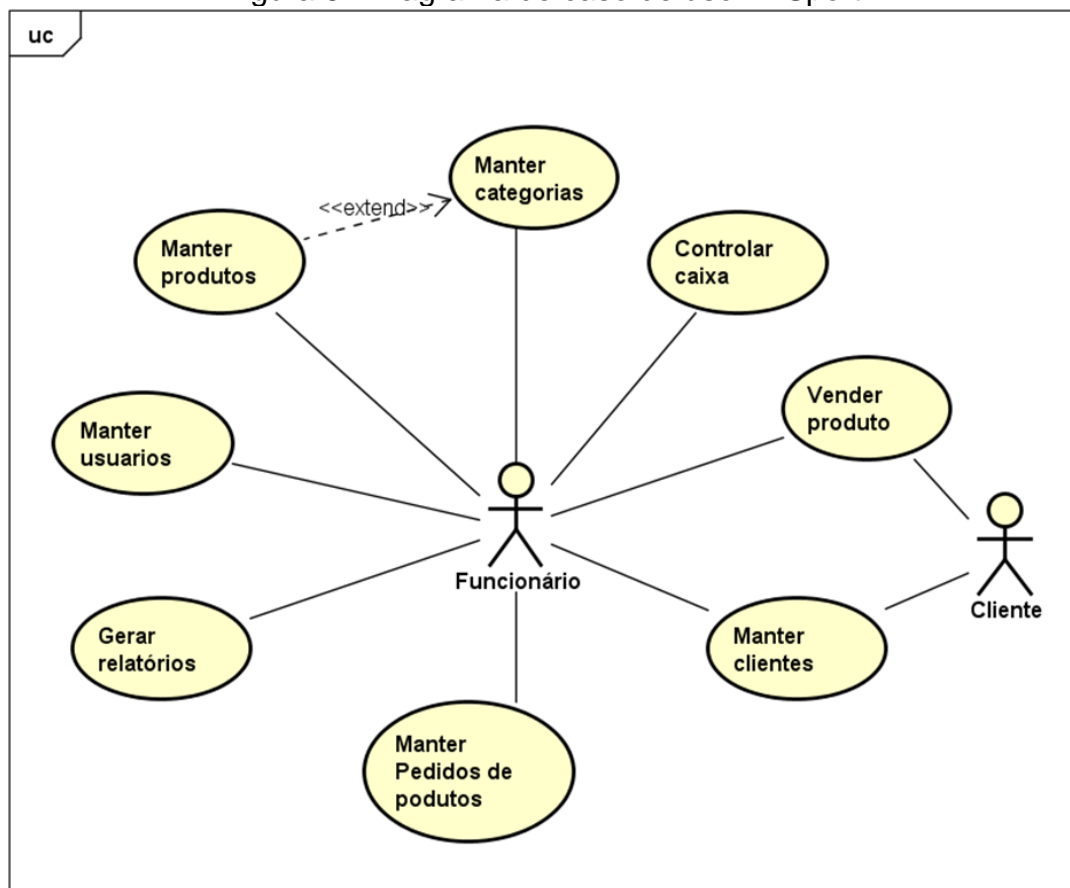 uc
Manter
categorias
<<extend>>
Manter
produtos
Controlar
caixa
Vender
produto
Manter
usuarios
Funcionário
Cliente
Gerar
relatórios
Manter
clientes
Manter
Pedidos de
podutos